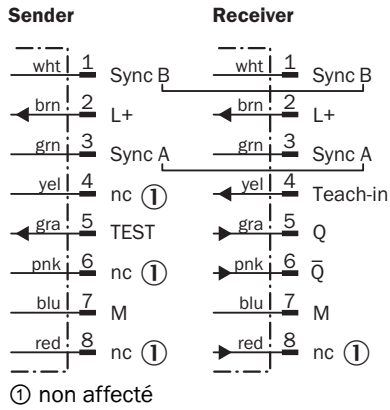 Sender Receiver
wht 1 Sync B wht 1 Sync B
brn 2 L+ brn 2 L+
grn 3 Sync A grn 3 Sync A
yel 4 nc ① yel 4 Teach-in
gra 5 TEST gra 5 Q
pnk 6 nc ① pnk 6 Q̅
blu 7 M blu 7 M
red 8 nc ① red 8 nc ①
① non affecté